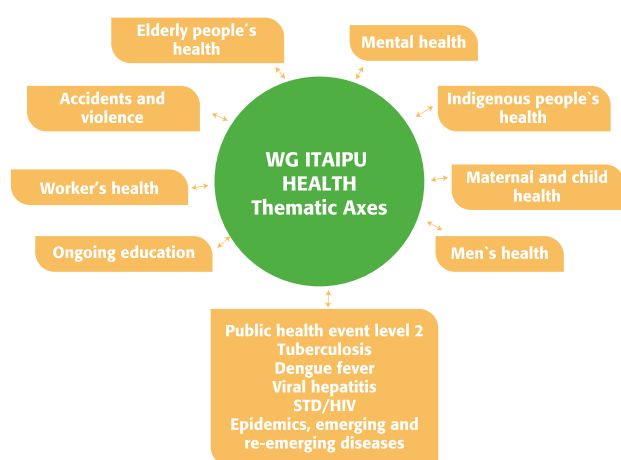 Elderly people´s
health
Mental health
Accidents and
violence
Indigenous people`s
health
WG ITAIPU
HEALTH
Thematic Axes
Worker’s health
Maternal and child
health
Ongoing education
Men`s health
Public health event level 2
Tuberculosis
Dengue fever
Viral hepatitis
STD/HIV
Epidemics, emerging and
re-emerging diseases